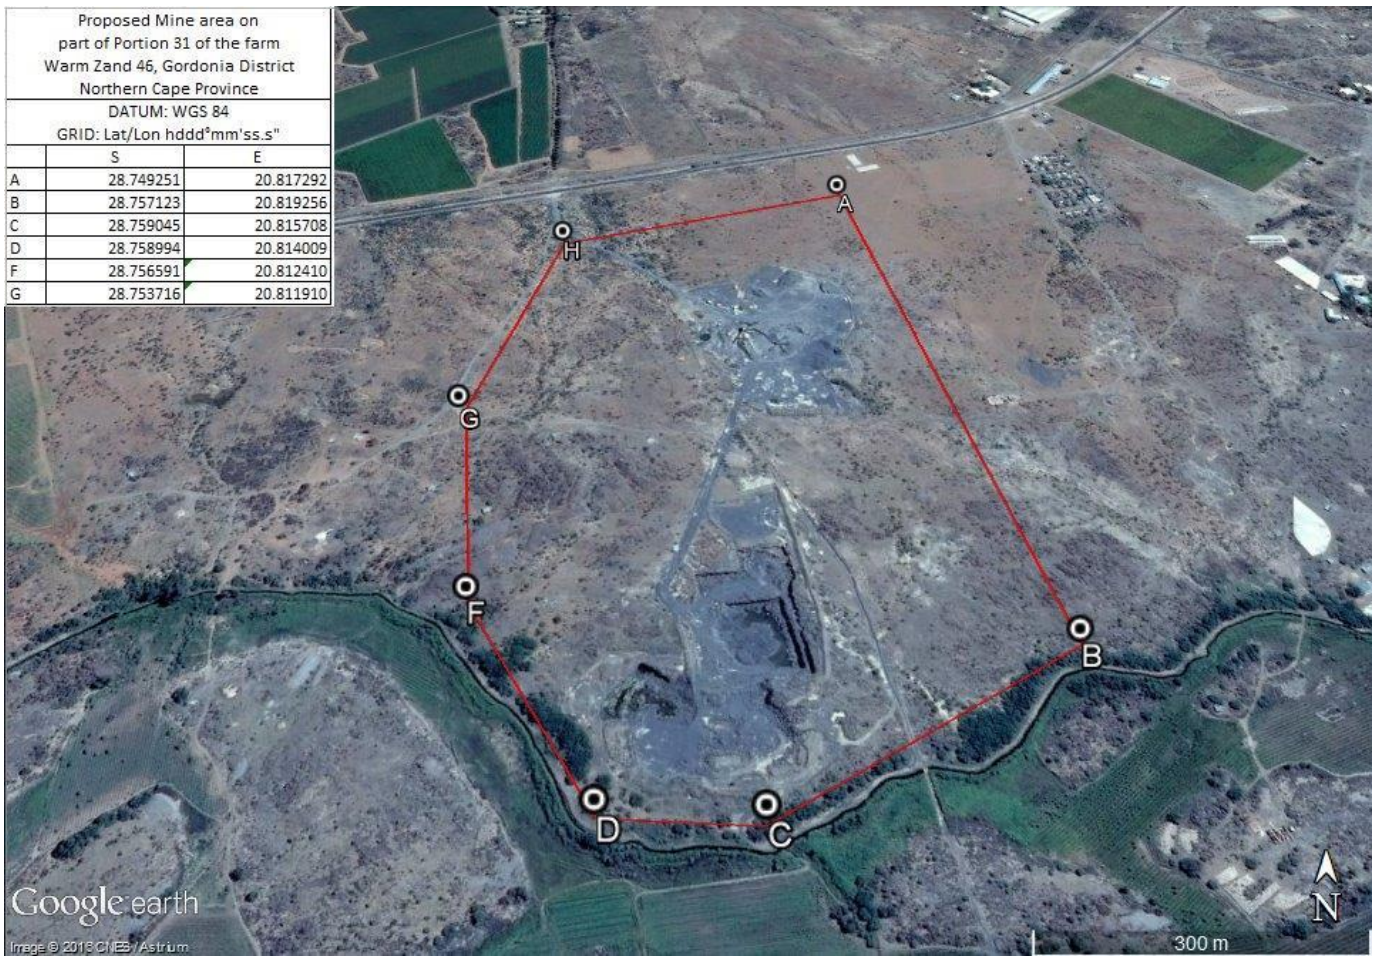 Proposed Mine area on
part of Portion 31 of the farm
Warm Zand 46, Gordonia District
Northern Cape Province
DATUM: WGS 84
GRID: Lat/Lon hddd°mm'ss.s"
S E
A 28.749251 20.817292
B 28.757123 20.819256
C 28.759045 20.815708
D 28.758994 20.814009
F 28.756591 20.812410
G 28.753716 20.811910
A
H
G
F
B
D
C
Google earth
N
Image © 2013 CNES / Astrium
300 m